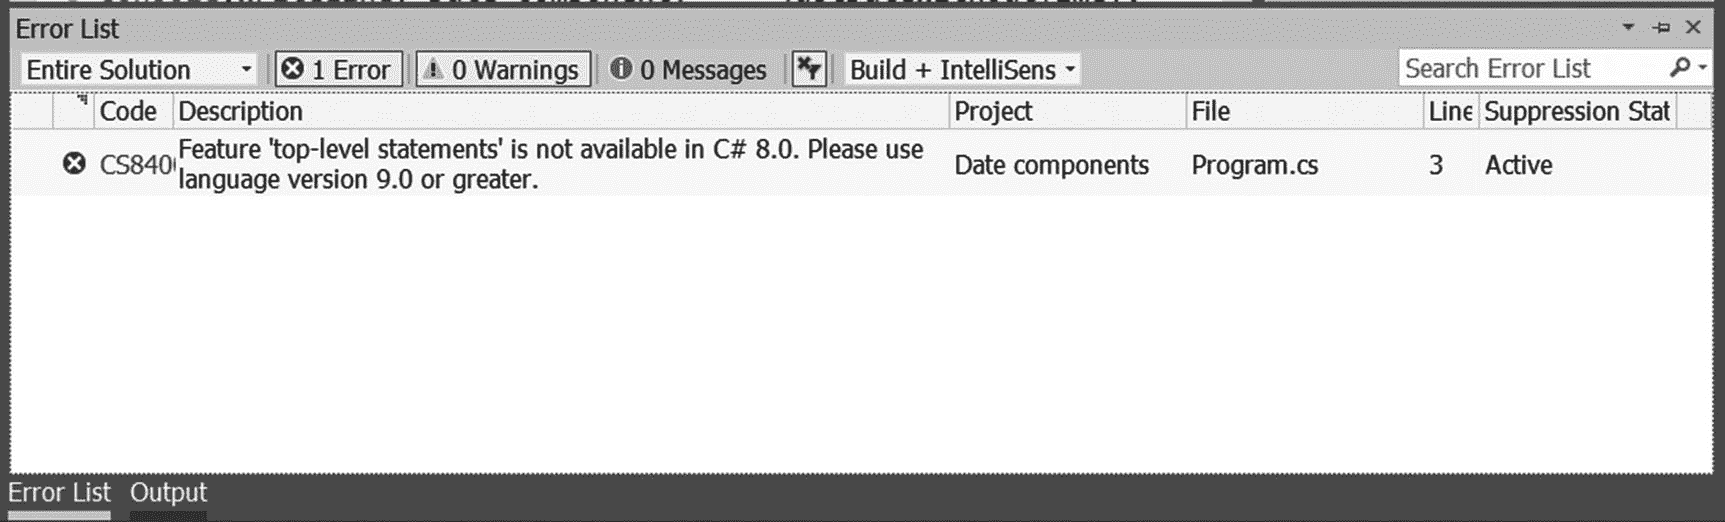 Error List
Entire Solution 1 Error 0 Warnings 0 Messages Build + IntelliSens Search Error List
Code Description Project File Line Suppression Stat
CS840 Feature 'top-level statements' is not available in C# 8.0. Please use
language version 9.0 or greater. Date components Program.cs 3 Active
Error List Output